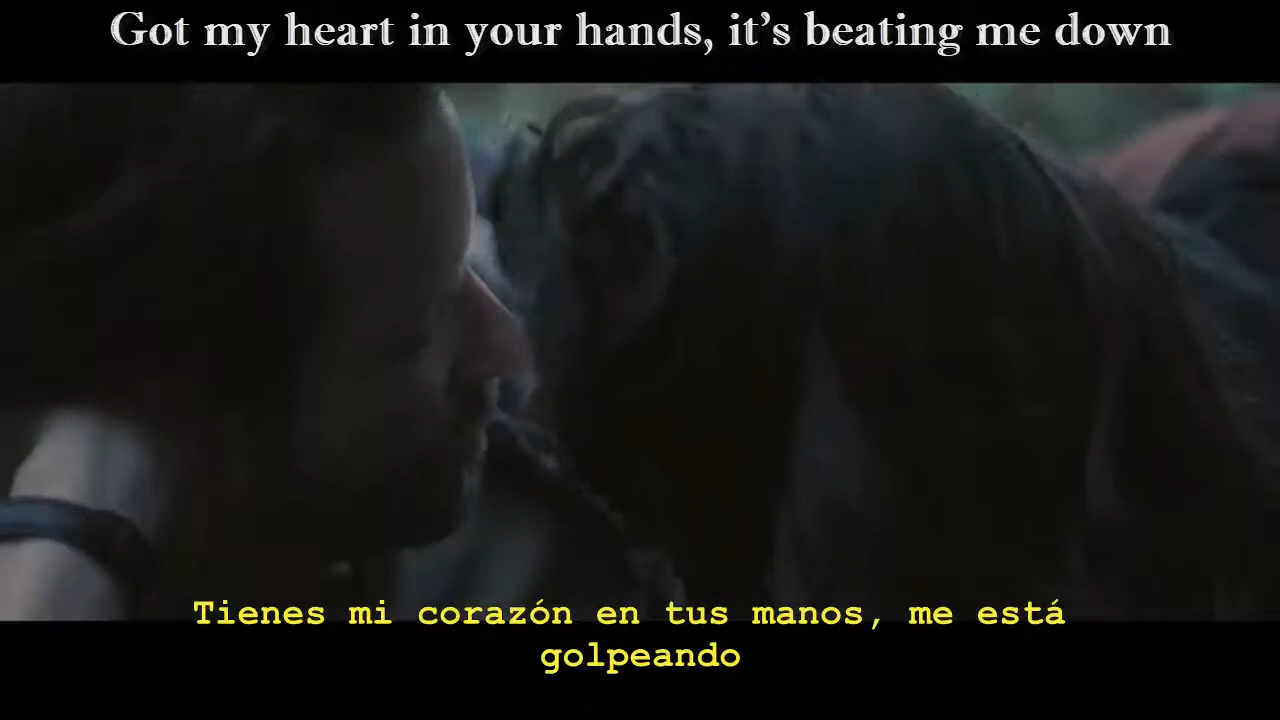 Got my heart in your hands, it’s beating me down
Tienes mi corazón en tus manos, me está
golpeando